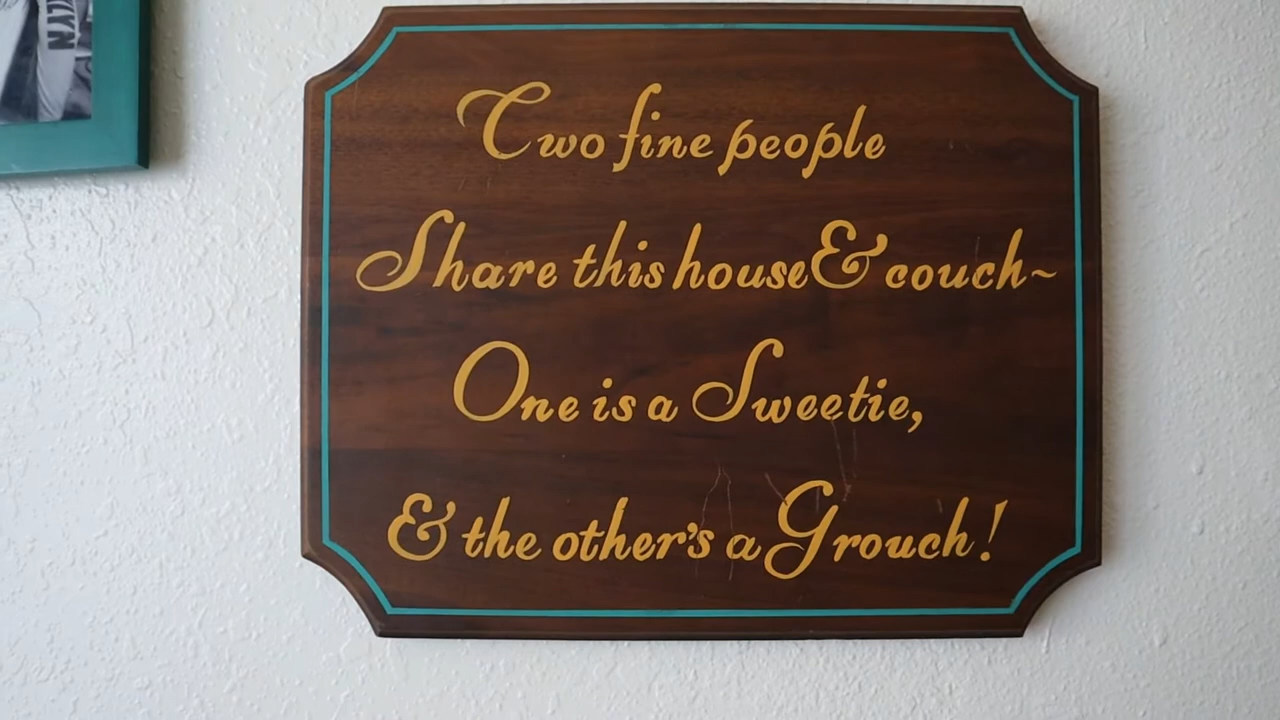 Two fine people
Share this house & couch~
One is a Sweetie,
& the other's a Grouch!